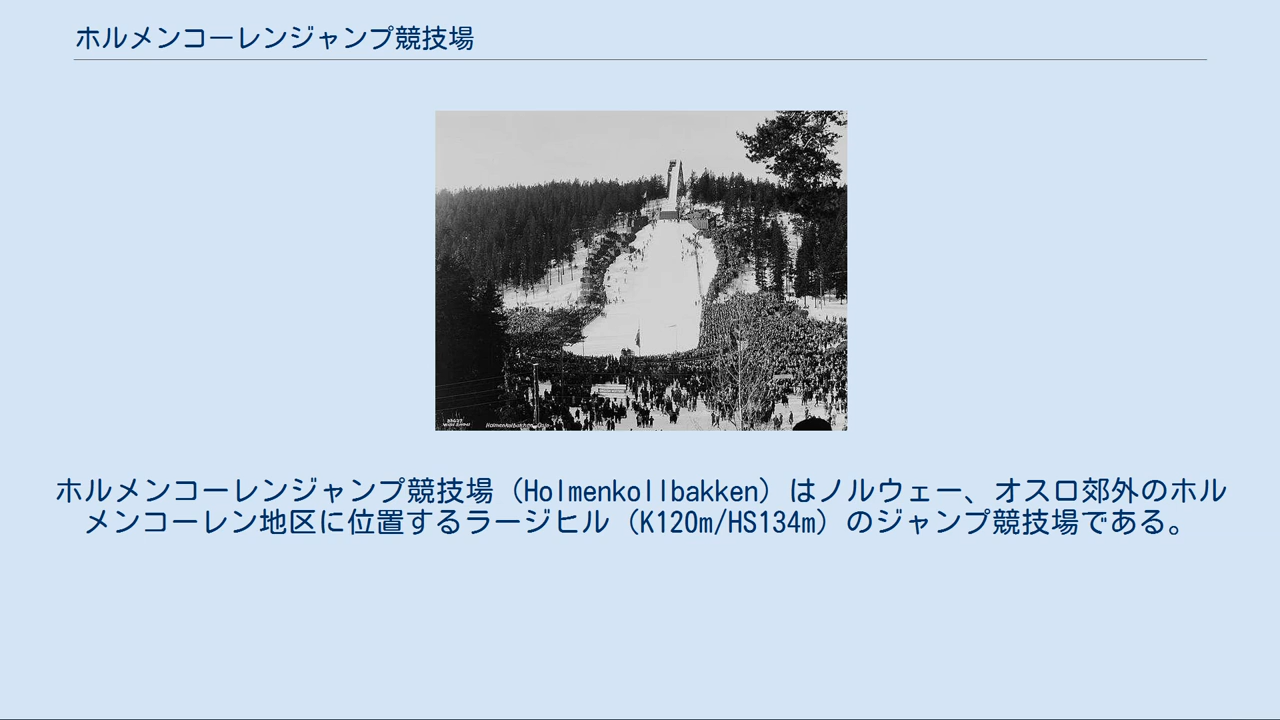 ホルメンコーレンジャンプ競技場
Holmenkollbakken, Oslo
ホルメンコーレンジャンプ競技場（Holmenkollbakken）はノルウェー、オスロ郊外のホル
メンコーレン地区に位置するラージヒル（K120m/HS134m）のジャンプ競技場である。